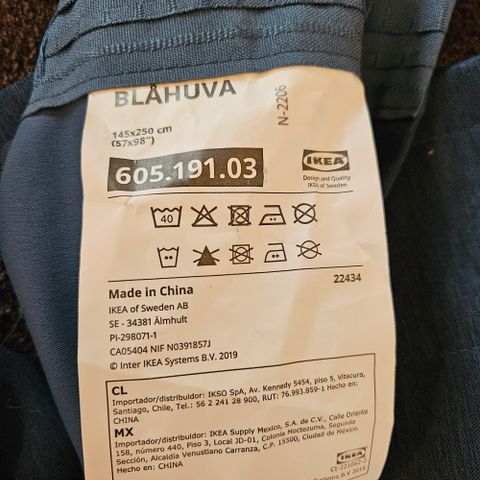 BLÅHUVA
N-2206
145x250 cm
(57x98")
605.191.03
IKEA
Design and Quality
IKEA of Sweden
40
Made in China
22434
IKEA of Sweden AB
SE - 34381 Älmhult
PI-298071-1
CA05404 NIF N0391857J
© Inter IKEA Systems B.V. 2019
CL
Importador/distribuidor: IKSO SpA, Av. Kennedy 5454, piso 5, Vitacura,
Santiago, Chile, Tel.: 56 2 241 28 900, RUT: 76.993.859-1 Hecho en:
CHINA
MX
Importador/distribuidor: IKEA Supply Mexico, S.A. de C.V., Calle Oriente
158, número 440, Piso 3, Local JD-01, Colonia Moctezuma, Segunda
Sección, Alcaldía Venustiano Carranza, C.P. 15500, Ciudad de México.
Hecho en: CHINA
IKEA